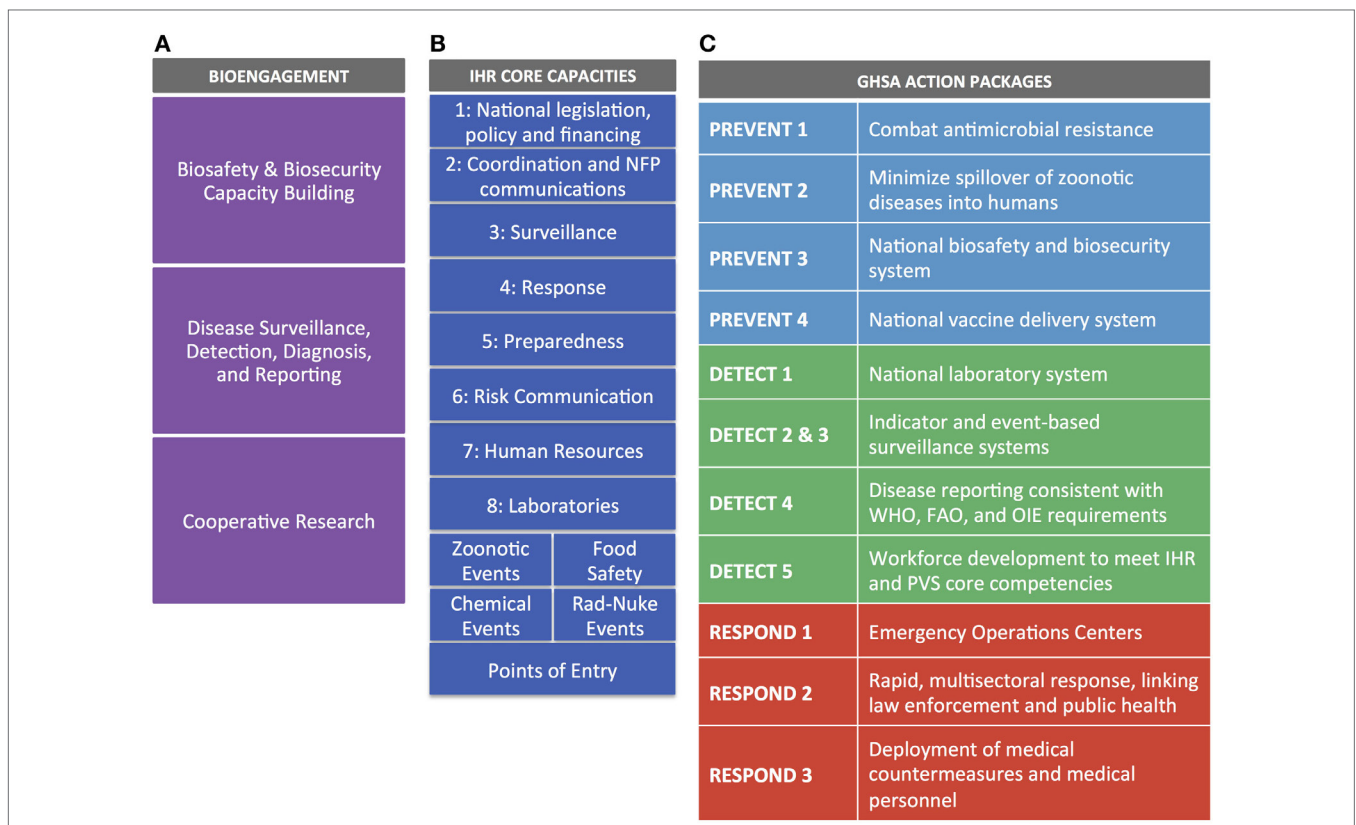 A
BIOENGAGEMENT
Biosafety & Biosecurity
Capacity Building
Disease Surveillance,
Detection, Diagnosis,
and Reporting
Cooperative Research
B
IHR CORE CAPACITIES
1: National legislation,
policy and financing
2: Coordination and NFP
communications
3: Surveillance
4: Response
5: Preparedness
6: Risk Communication
7: Human Resources
8: Laboratories
Zoonotic
Events
Food
Safety
Chemical
Events
Rad-Nuke
Events
Points of Entry
C
GHSA ACTION PACKAGES
PREVENT 1
Combat antimicrobial resistance
PREVENT 2
Minimize spillover of zoonotic
diseases into humans
PREVENT 3
National biosafety and biosecurity
system
PREVENT 4
National vaccine delivery system
DETECT 1
National laboratory system
DETECT 2 & 3
Indicator and event-based
surveillance systems
DETECT 4
Disease reporting consistent with
WHO, FAO, and OIE requirements
DETECT 5
Workforce development to meet IHR
and PVS core competencies
RESPOND 1
Emergency Operations Centers
RESPOND 2
Rapid, multisectoral response, linking
law enforcement and public health
RESPOND 3
Deployment of medical
countermeasures and medical
personnel